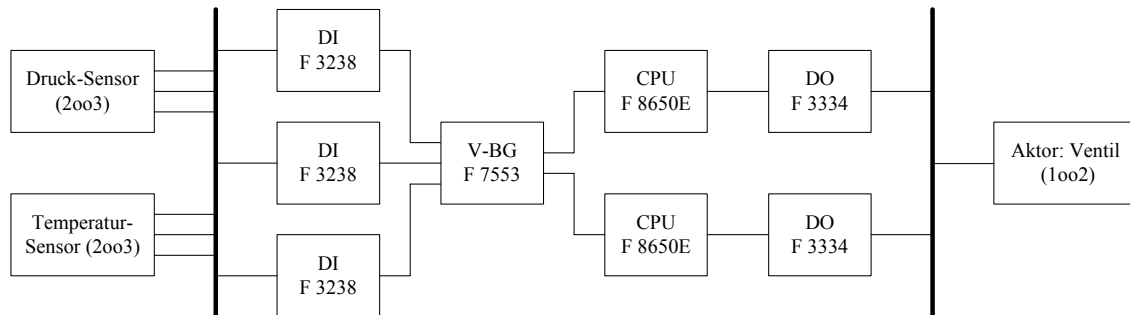 Druck-Sensor
(2oo3)
Temperatur-
Sensor (2oo3)
DI
F 3238
DI
F 3238
DI
F 3238
V-BG
F 7553
CPU
F 8650E
DO
F 3334
CPU
F 8650E
DO
F 3334
Aktor: Ventil
(1oo2)